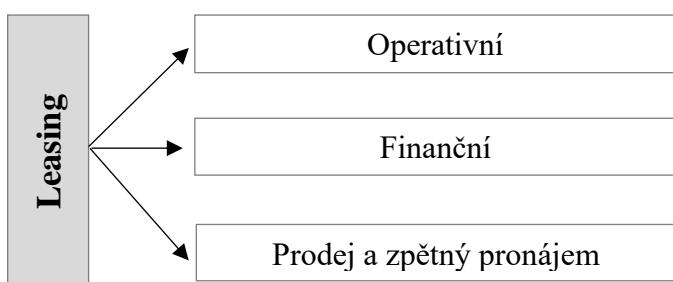 Leasing
Operativní
Finanční
Prodej a zpětný pronájem